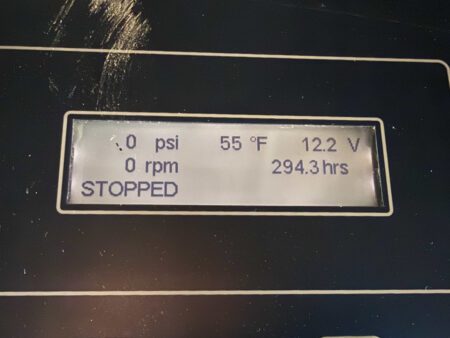 0 psi 55 °F 12.2 V
0 rpm 294.3 hrs
STOPPED